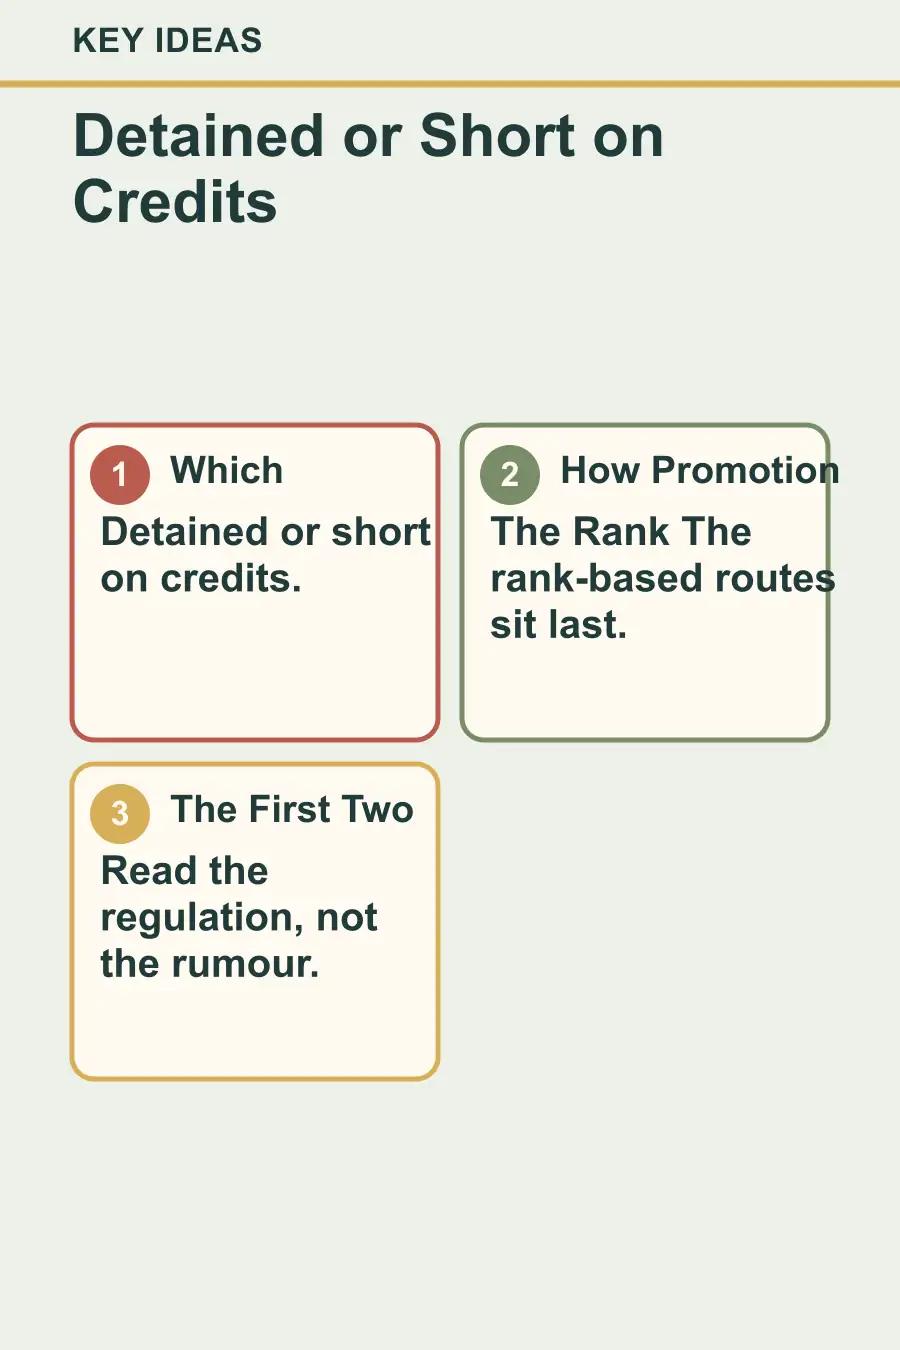 KEY IDEAS
Detained or Short on
Credits
1 Which
Detained or short
on credits.
2 How Promotion
The Rank The
rank-based routes
sit last.
3 The First Two
Read the
regulation, not
the rumour.